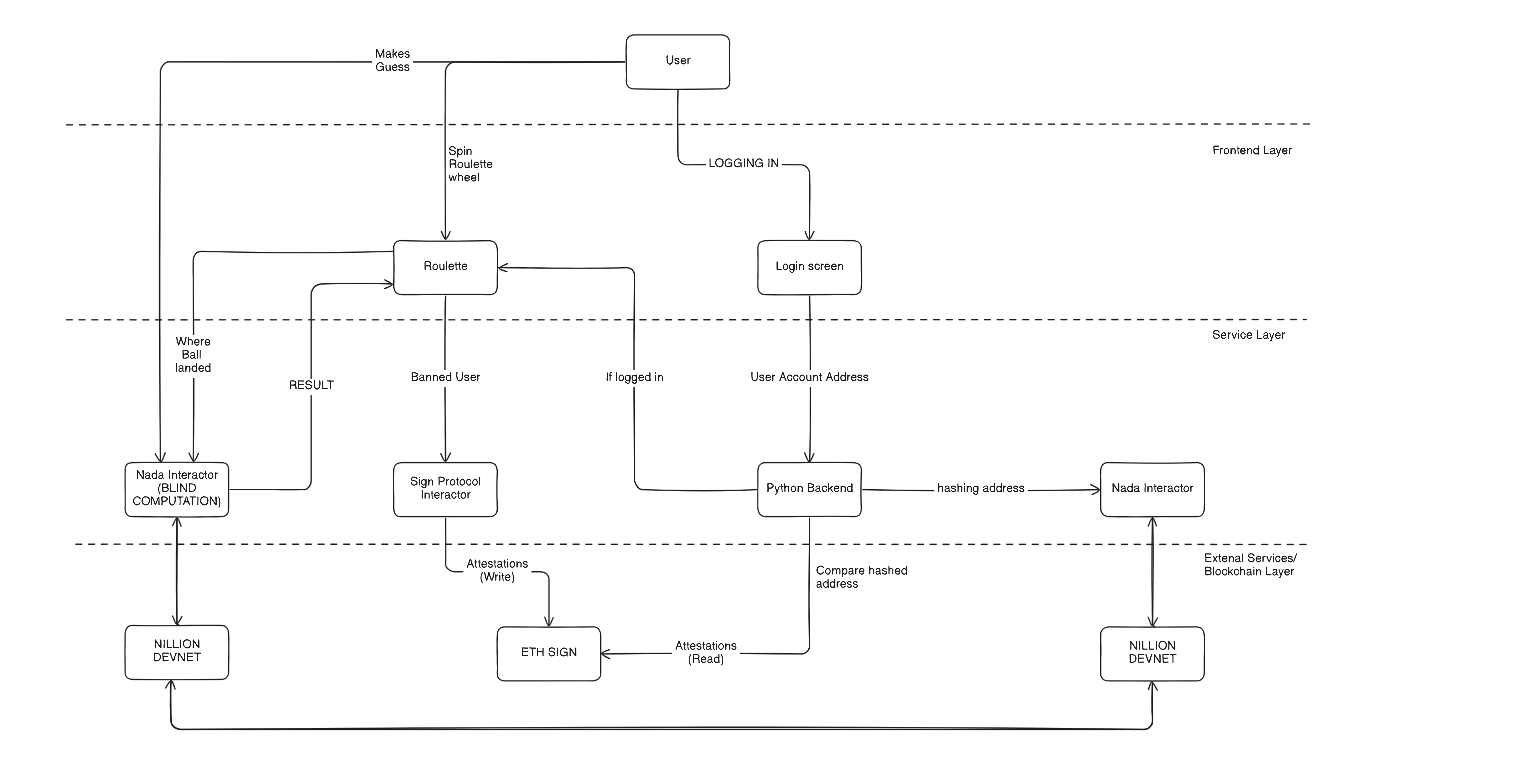 User
Makes
Guess
Frontend Layer
Spin
Roulette
wheel
LOGGING IN
Roulette
Login screen
Service Layer
Where
Ball
landed
RESULT
Banned User
If logged in
User Account Address
Nada Interactor
(BLIND
COMPUTATION)
Sign Protocol
Interactor
Python Backend
hashing address
Nada Interactor
Extenal Services/
Blockchain Layer
Attestations
(Write)
Compare hashed
address
NILLION
DEVNET
ETH SIGN
Attestations
(Read)
NILLION
DEVNET